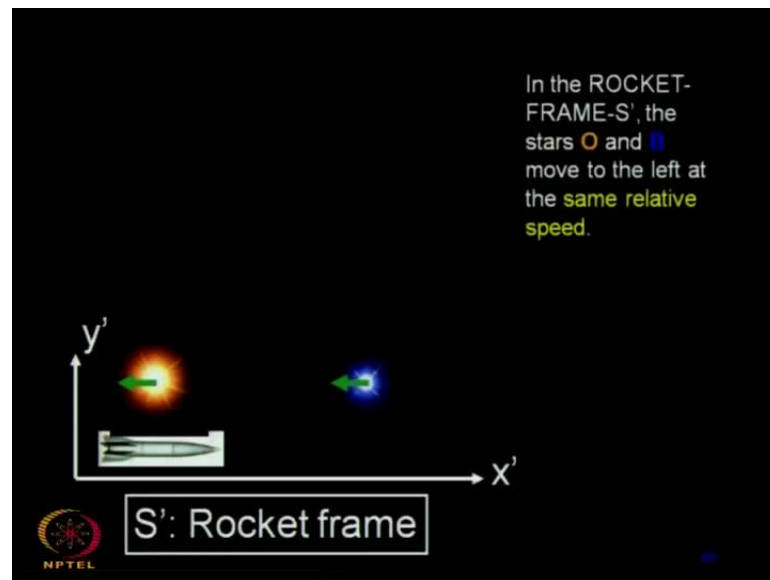 In the ROCKET-
FRAME-S', the
stars O and B
move to the left at
the same relative
speed.
y'
x'
S': Rocket frame
NPTEL